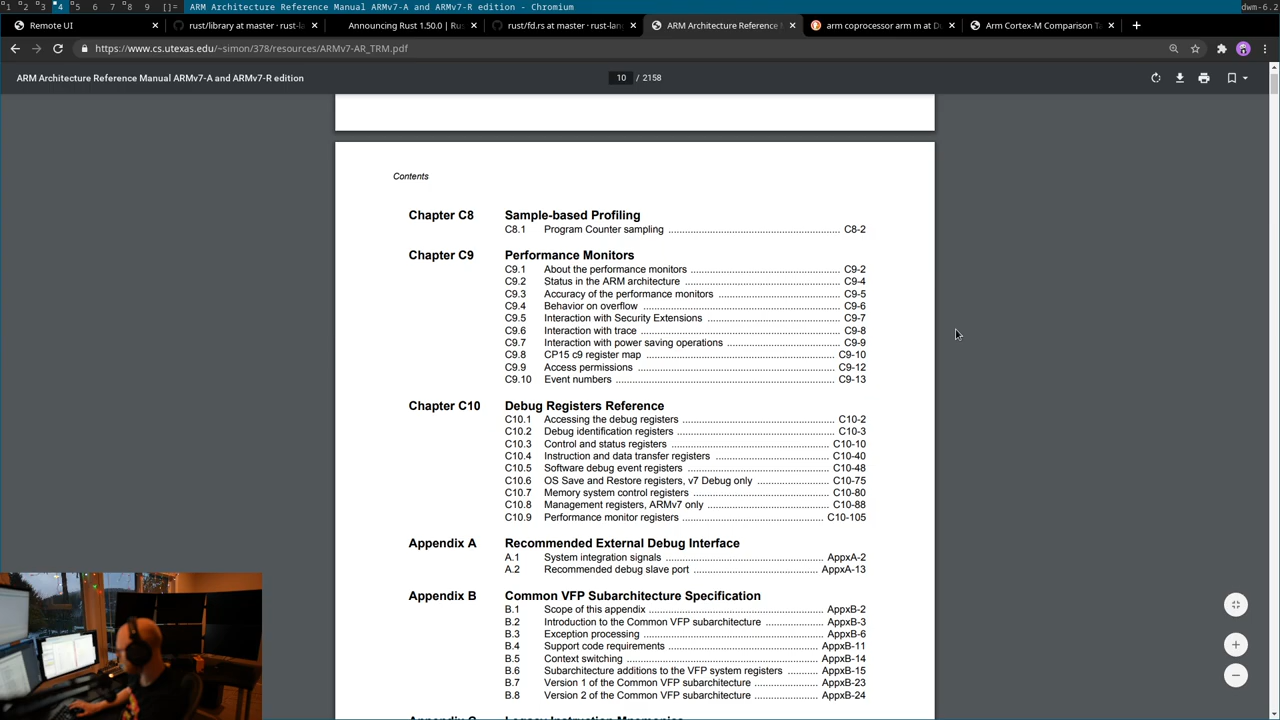 1 2 3 4 5 6 7 8 9 []= ARM Architecture Reference Manual ARMv7-A and ARMv7-R edition - Chromium dwm-6.2
Remote UI × rust/library at master · rust-la × Announcing Rust 1.50.0 | Rus × rust/fd.rs at master · rust-lan × ARM Architecture Reference M × arm coprocessor arm m at Du × Arm Cortex-M Comparison Ta × +
https://www.cs.utexas.edu/~simon/378/resources/ARMv7-AR_TRM.pdf
ARM Architecture Reference Manual ARMv7-A and ARMv7-R edition 10 / 2158
Contents
Chapter C8 Sample-based Profiling
C8.1 Program Counter sampling C8-2
Chapter C9 Performance Monitors
C9.1 About the performance monitors C9-2
C9.2 Status in the ARM architecture C9-4
C9.3 Accuracy of the performance monitors C9-5
C9.4 Behavior on overflow C9-6
C9.5 Interaction with Security Extensions C9-7
C9.6 Interaction with trace C9-8
C9.7 Interaction with power saving operations C9-9
C9.8 CP15 c9 register map C9-10
C9.9 Access permissions C9-12
C9.10 Event numbers C9-13
Chapter C10 Debug Registers Reference
C10.1 Accessing the debug registers C10-2
C10.2 Debug identification registers C10-3
C10.3 Control and status registers C10-10
C10.4 Instruction and data transfer registers C10-40
C10.5 Software debug event registers C10-48
C10.6 OS Save and Restore registers, v7 Debug only C10-75
C10.7 Memory system control registers C10-80
C10.8 Management registers, ARMv7 only C10-88
C10.9 Performance monitor registers C10-105
Appendix A Recommended External Debug Interface
A.1 System integration signals AppxA-2
A.2 Recommended debug slave port AppxA-13
Appendix B Common VFP Subarchitecture Specification
B.1 Scope of this appendix AppxB-2
B.2 Introduction to the Common VFP subarchitecture AppxB-3
B.3 Exception processing AppxB-6
B.4 Support code requirements AppxB-11
B.5 Context switching AppxB-14
B.6 Subarchitecture additions to the VFP system registers AppxB-15
B.7 Version 1 of the Common VFP subarchitecture AppxB-23
B.8 Version 2 of the Common VFP subarchitecture AppxB-24